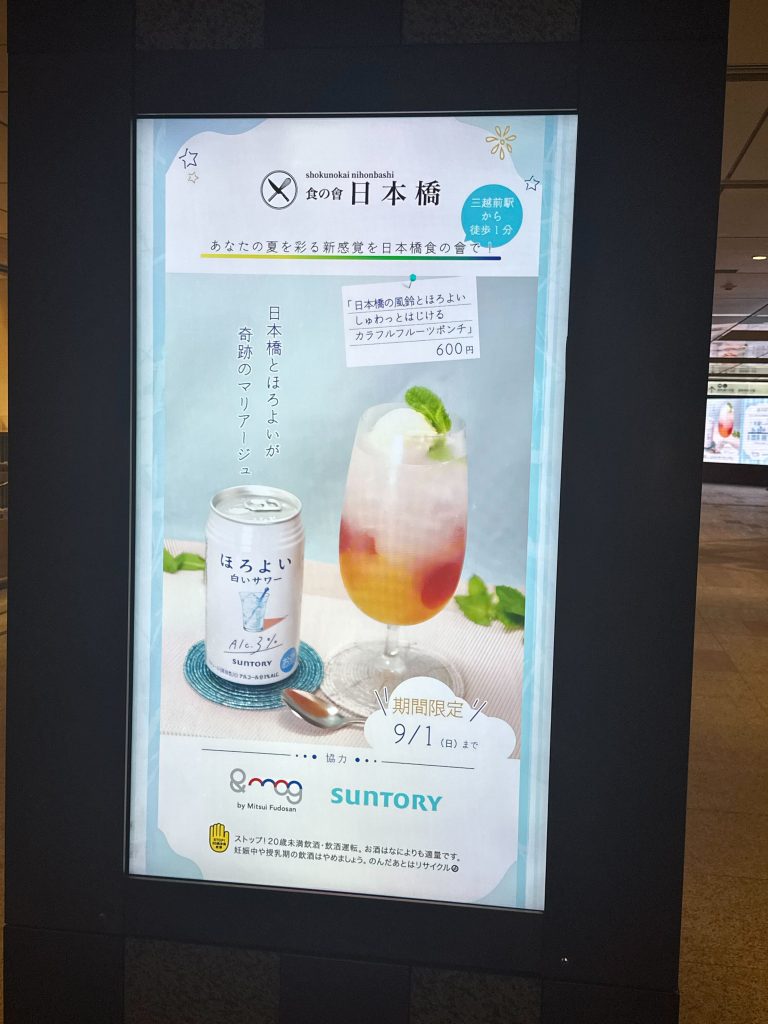 shokunokai nihonbashi
食の會 日本橋
三越前駅
から
徒歩1分
あなたの夏を彩る新感覚を日本橋食の會で!
「日本橋の風鈴とほろよい
しゅわっとはじける
カラフルフルーツポンチ」
600円
日本橋とほろよいが
奇跡のマリアージュ
ほろよい
白いサワー
Alc.3%
SUNTORY
期間限定
9/1(日)まで
協力
&mog
by Mitsui Fudosan
SUNTORY
ストップ!20歳未満飲酒・飲酒運転。お酒はなによりも適量です。
妊娠中や授乳期の飲酒はやめましょう。のんだあとはリサイクル